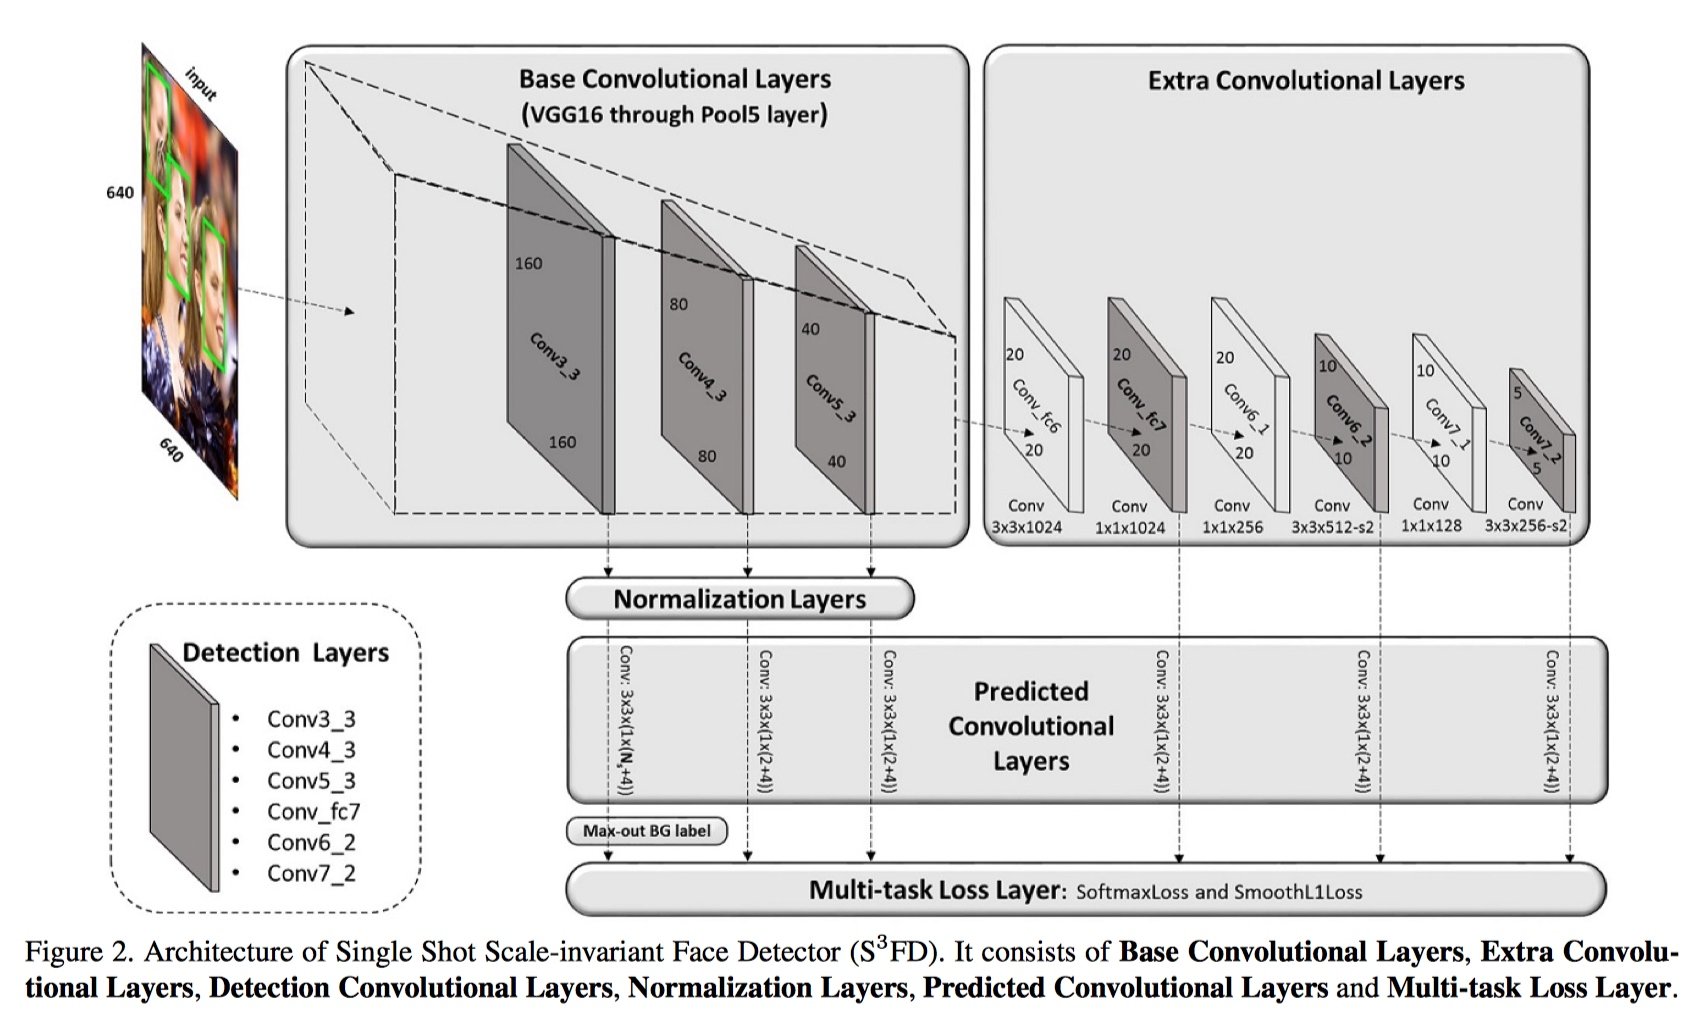 input
640
640
Base Convolutional Layers
(VGG16 through Pool5 layer)
160
Conv3_3
160
80
Conv4_3
80
40
Conv5_3
40
Extra Convolutional Layers
20
Conv_fc6
20
Conv
3x3x1024
20
Conv_fc7
20
Conv
1x1x1024
20
Conv6_1
20
Conv
1x1x256
10
Conv6_2
10
Conv
3x3x512-s2
10
Conv7_1
10
Conv
1x1x128
5
Conv7_2
5
Conv
3x3x256-s2
Normalization Layers
Detection Layers
• Conv3_3
• Conv4_3
• Conv5_3
• Conv_fc7
• Conv6_2
• Conv7_2
Conv: 3x3x(1x(Nₛ+4))
Conv: 3x3x(1x(2+4))
Conv: 3x3x(1x(2+4))
Predicted
Convolutional
Layers
Conv: 3x3x(1x(2+4))
Conv: 3x3x(1x(2+4))
Conv: 3x3x(1x(2+4))
Max-out BG label
Multi-task Loss Layer: SoftmaxLoss and SmoothL1Loss
Figure 2. Architecture of Single Shot Scale-invariant Face Detector (S³FD). It consists of Base Convolutional Layers, Extra Convolu-
tional Layers, Detection Convolutional Layers, Normalization Layers, Predicted Convolutional Layers and Multi-task Loss Layer.